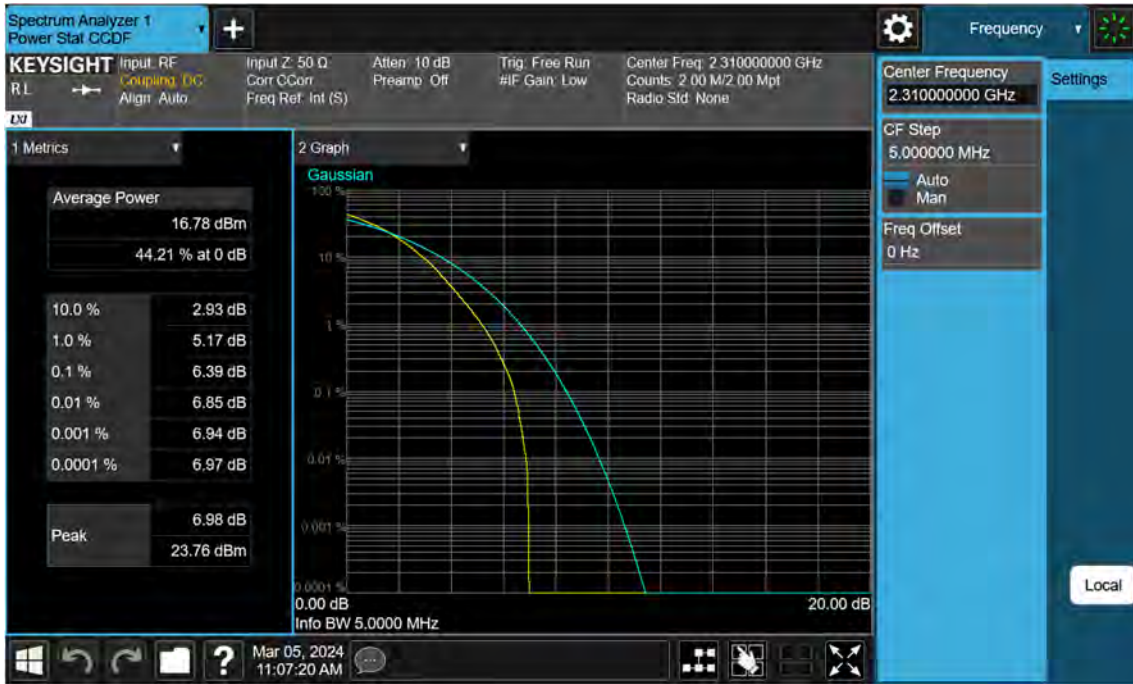 Spectrum Analyzer 1
Power Stat CCDF
+
Frequency
KEYSIGHT
R L
LXI
Input: RF
Coupling: DC
Align: Auto
Input Z: 50 Ω
Corr CCorr
Freq Ref: Int (S)
Atten: 10 dB
Preamp: Off
Trig: Free Run
#IF Gain: Low
Center Freq: 2.310000000 GHz
Counts: 2.00 M/2.00 Mpt
Radio Std: None
Center Frequency
2.310000000 GHz
Settings
CF Step
5.000000 MHz
Auto
Man
Freq Offset
0 Hz
1 Metrics
Average Power
16.78 dBm
44.21 % at 0 dB
10.0 % 2.93 dB
1.0 % 5.17 dB
0.1 % 6.39 dB
0.01 % 6.85 dB
0.001 % 6.94 dB
0.0001 % 6.97 dB
Peak
6.98 dB
23.76 dBm
2 Graph
Gaussian
100 %
10 %
1 %
0.1 %
0.01 %
0.001 %
0.0001 %
0.00 dB 20.00 dB
Info BW 5.0000 MHz
Local
?
Mar 05, 2024
11:07:20 AM